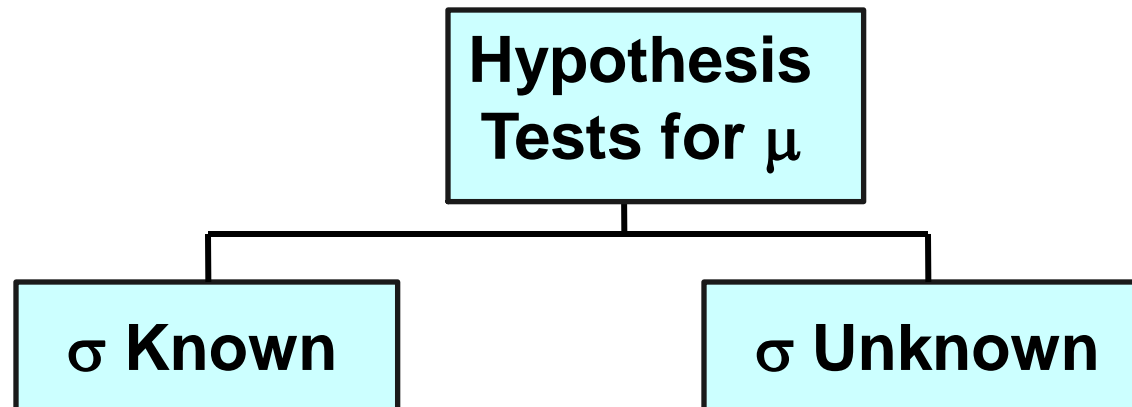 Hypothesis
Tests for μ
σ Known
σ Unknown